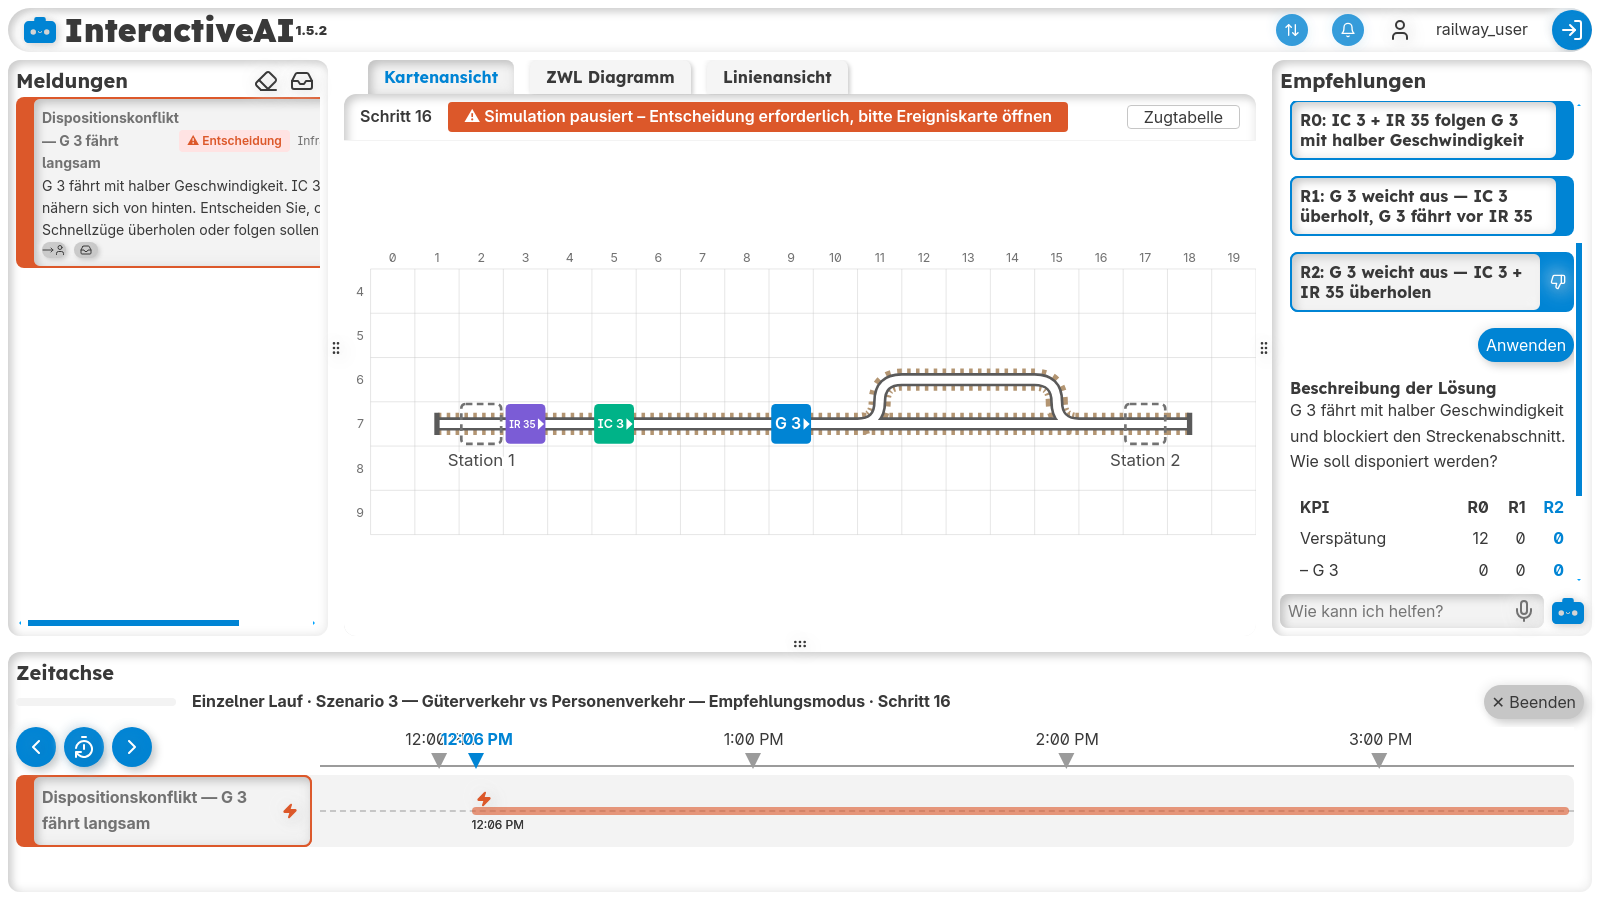 InteractiveAI 1.5.2
railway_user
Meldungen
Dispositionskonflikt
— G 3 fährt
langsam
Entscheidung
Infr
G 3 fährt mit halber Geschwindigkeit. IC 3
nähern sich von hinten. Entscheiden Sie, o
Schnellzüge überholen oder folgen sollen
Kartenansicht
ZWL Diagramm
Linienansicht
Schritt 16
Simulation pausiert – Entscheidung erforderlich, bitte Ereigniskarte öffnen
Zugtabelle
0 1 2 3 4 5 6 7 8 9 10 11 12 13 14 15 16 17 18 19
4
5
6
7
8
9
IR 35
IC 3
G 3
Station 1
Station 2
Empfehlungen
R0: IC 3 + IR 35 folgen G 3
mit halber Geschwindigkeit
R1: G 3 weicht aus — IC 3
überholt, G 3 fährt vor IR 35
R2: G 3 weicht aus — IC 3 +
IR 35 überholen
Anwenden
Beschreibung der Lösung
G 3 fährt mit halber Geschwindigkeit
und blockiert den Streckenabschnitt.
Wie soll disponiert werden?
KPI R0 R1 R2
Verspätung 12 0 0
– G 3 0 0 0
Wie kann ich helfen?
Zeitachse
Einzelner Lauf · Szenario 3 — Güterverkehr vs Personenverkehr — Empfehlungsmodus · Schritt 16
× Beenden
12:06 PM
1:00 PM
2:00 PM
3:00 PM
Dispositionskonflikt — G 3
fährt langsam
12:06 PM